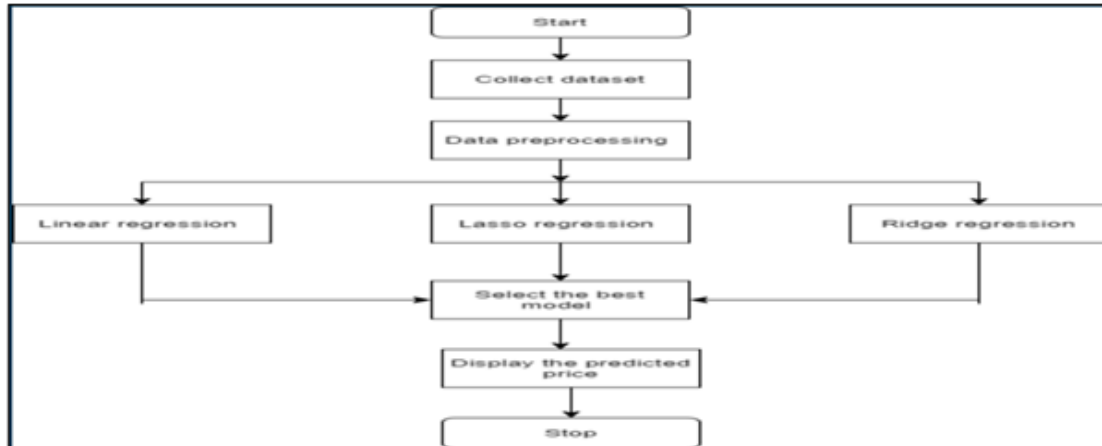 Start
Collect dataset
Data preprocessing
Linear regression
Lasso regression
Ridge regression
Select the best
model
Display the predicted
price
Stop